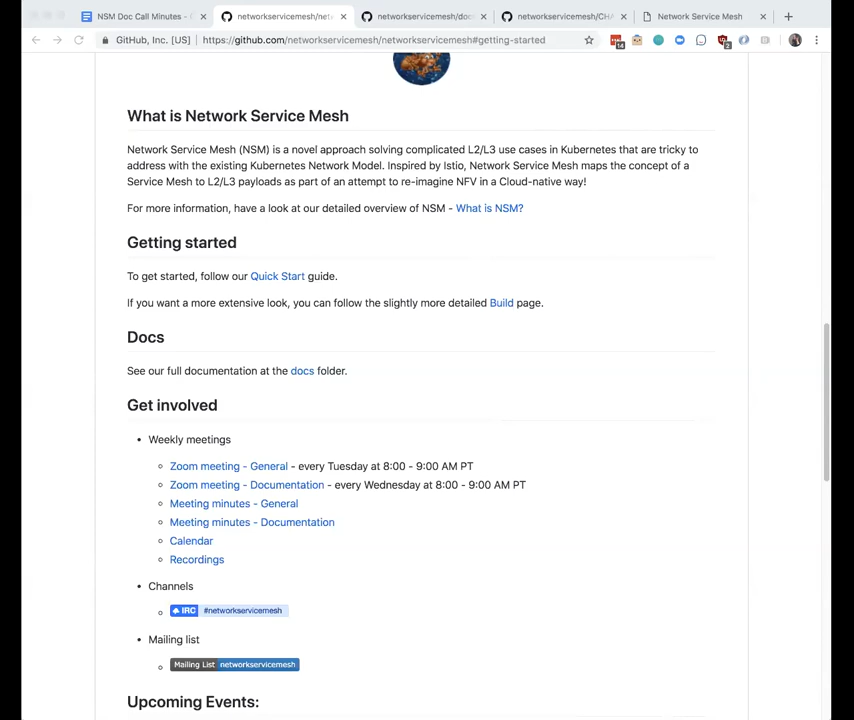 NSM Doc Call Minutes -
networkservicemesh/net
networkservicemesh/doc
networkservicemesh/CHA
Network Service Mesh
GitHub, Inc. [US] | https://github.com/networkservicemesh/networkservicemesh#getting-started
14
2
What is Network Service Mesh
Network Service Mesh (NSM) is a novel approach solving complicated L2/L3 use cases in Kubernetes that are tricky to
address with the existing Kubernetes Network Model. Inspired by Istio, Network Service Mesh maps the concept of a
Service Mesh to L2/L3 payloads as part of an attempt to re-imagine NFV in a Cloud-native way!
For more information, have a look at our detailed overview of NSM - What is NSM?
Getting started
To get started, follow our Quick Start guide.
If you want a more extensive look, you can follow the slightly more detailed Build page.
Docs
See our full documentation at the docs folder.
Get involved
• Weekly meetings
◦ Zoom meeting - General - every Tuesday at 8:00 - 9:00 AM PT
◦ Zoom meeting - Documentation - every Wednesday at 8:00 - 9:00 AM PT
◦ Meeting minutes - General
◦ Meeting minutes - Documentation
◦ Calendar
◦ Recordings
• Channels
◦ IRC #networkservicemesh
• Mailing list
◦ Mailing List networkservicemesh
Upcoming Events: